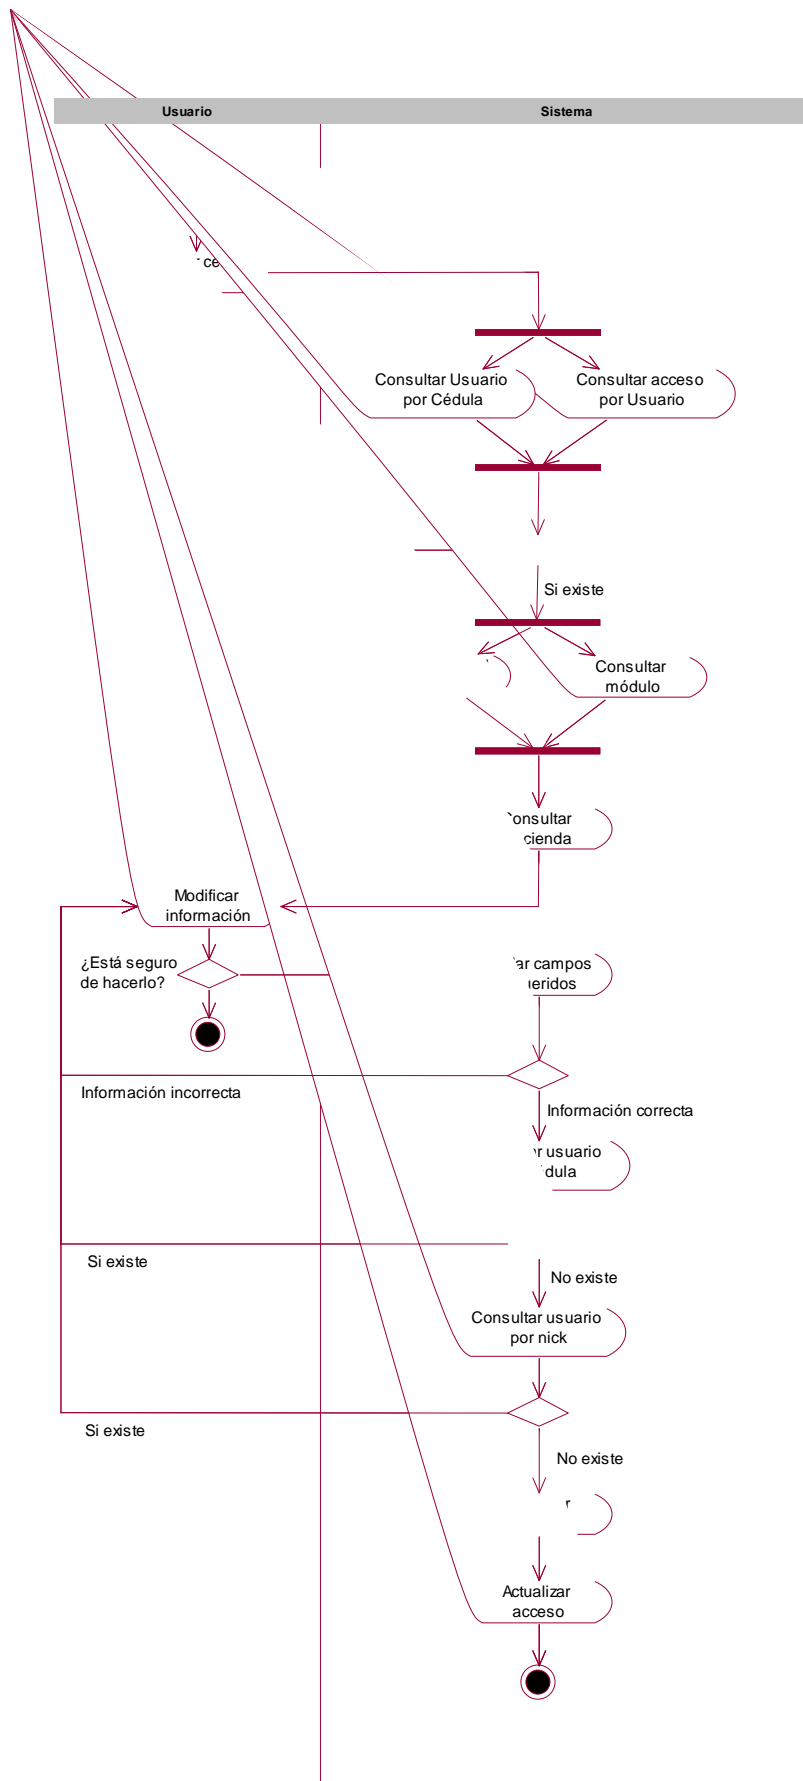 Usuario
Sistema
Consultar Usuario
por Cédula
Consultar acceso
por Usuario
Si existe
Consultar
módulo
Modificar
información
¿Está seguro
de hacerlo?
campos
Información incorrecta
Información correcta
usuario
Si existe
No existe
Consultar usuario
por nick
Si existe
No existe
Actualizar
acceso